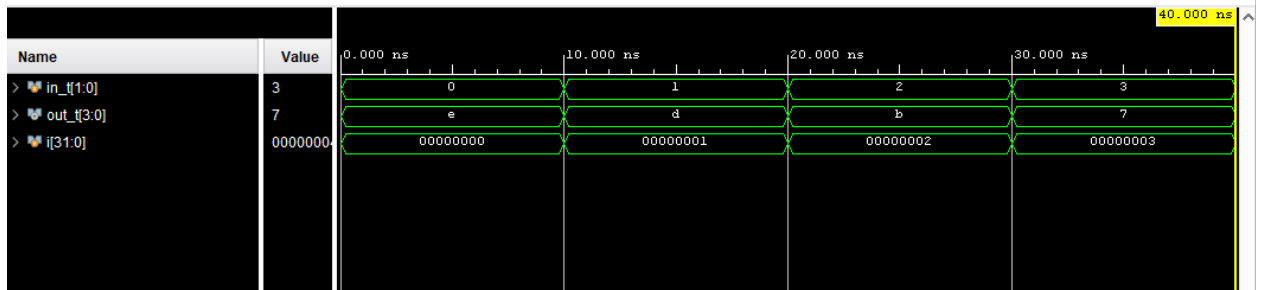 40.000 ns
Name Value 0.000 ns 10.000 ns 20.000 ns 30.000 ns
in_t[1:0] 3 0 1 2 3
out_t[3:0] 7 e d b 7
i[31:0] 0000000 00000000 00000001 00000002 00000003